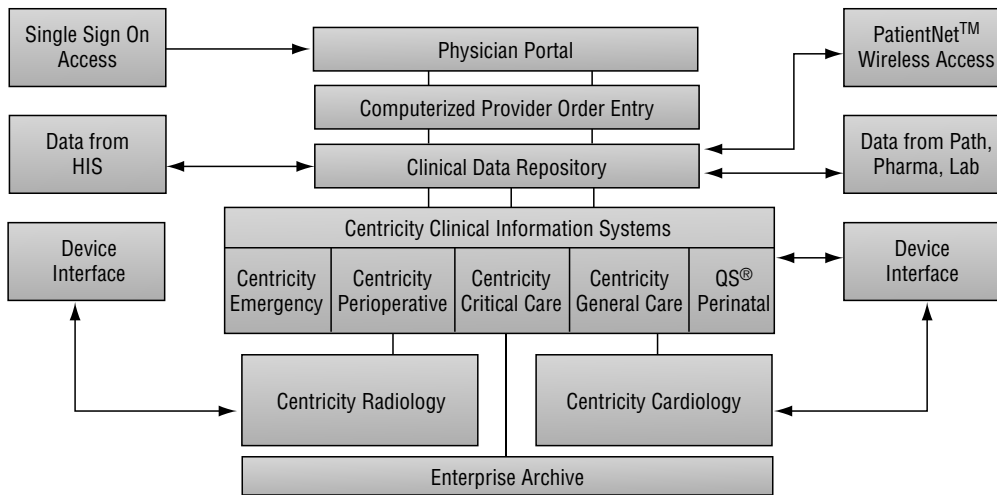 Single Sign On
Access
Physician Portal
PatientNet™
Wireless Access
Computerized Provider Order Entry
Data from
HIS
Clinical Data Repository
Data from Path,
Pharma, Lab
Centricity Clinical Information Systems
Device
Interface
Centricity
Emergency
Centricity
Perioperative
Centricity
Critical Care
Centricity
General Care
QS®
Perinatal
Device
Interface
Centricity Radiology
Centricity Cardiology
Enterprise Archive